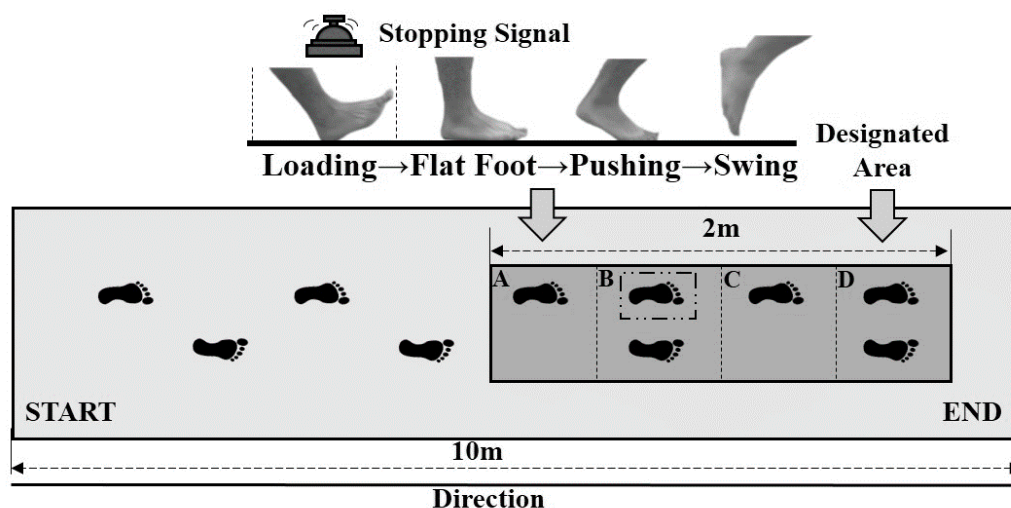 Stopping Signal
Loading→Flat Foot→Pushing→Swing
Designated
Area
2m
A B C D
START END
10m
Direction